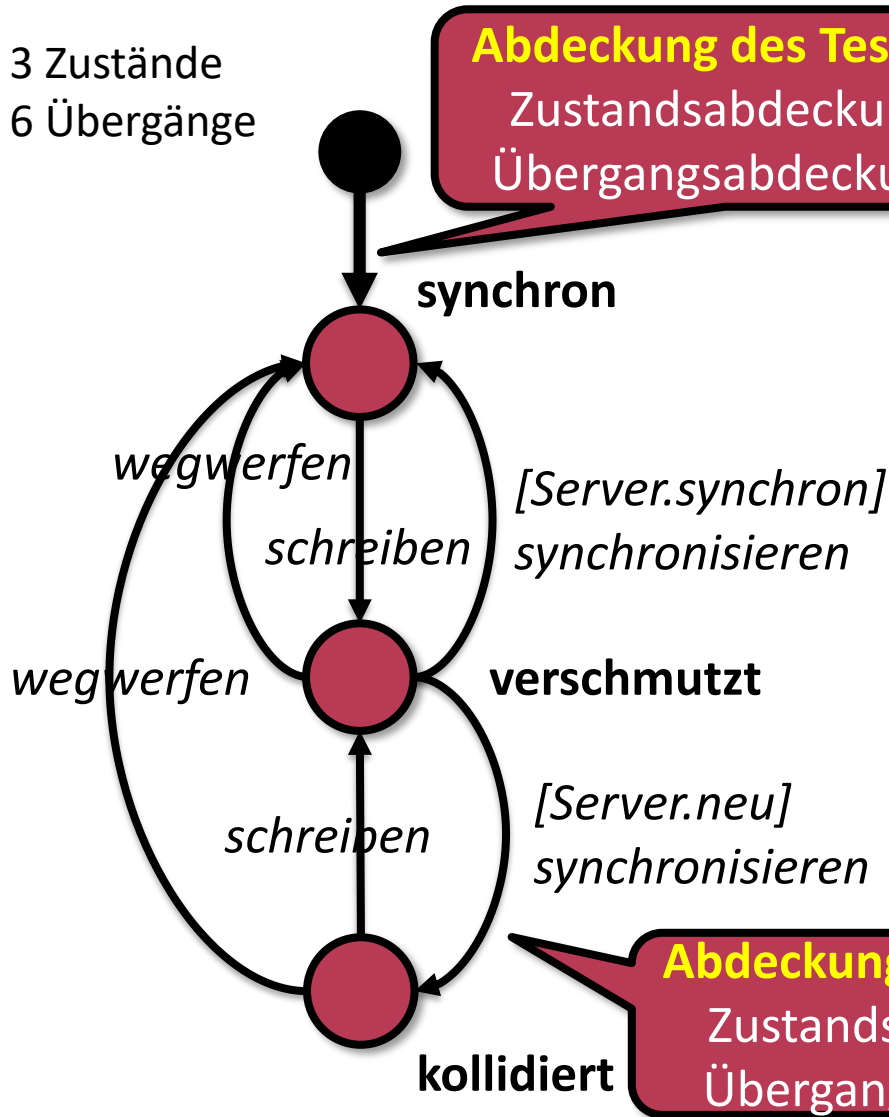 3 Zustände
6 Übergänge
Abdeckung des Tes
Zustandsabdecku
Übergangsabdecku
synchron
wegwerfen
[Server.synchron]
schreiben
synchronisieren
wegwerfen
verschmutzt
[Server.neu]
schreiben
synchronisieren
Abdeckung
Zustands
Übergan
kollidiert